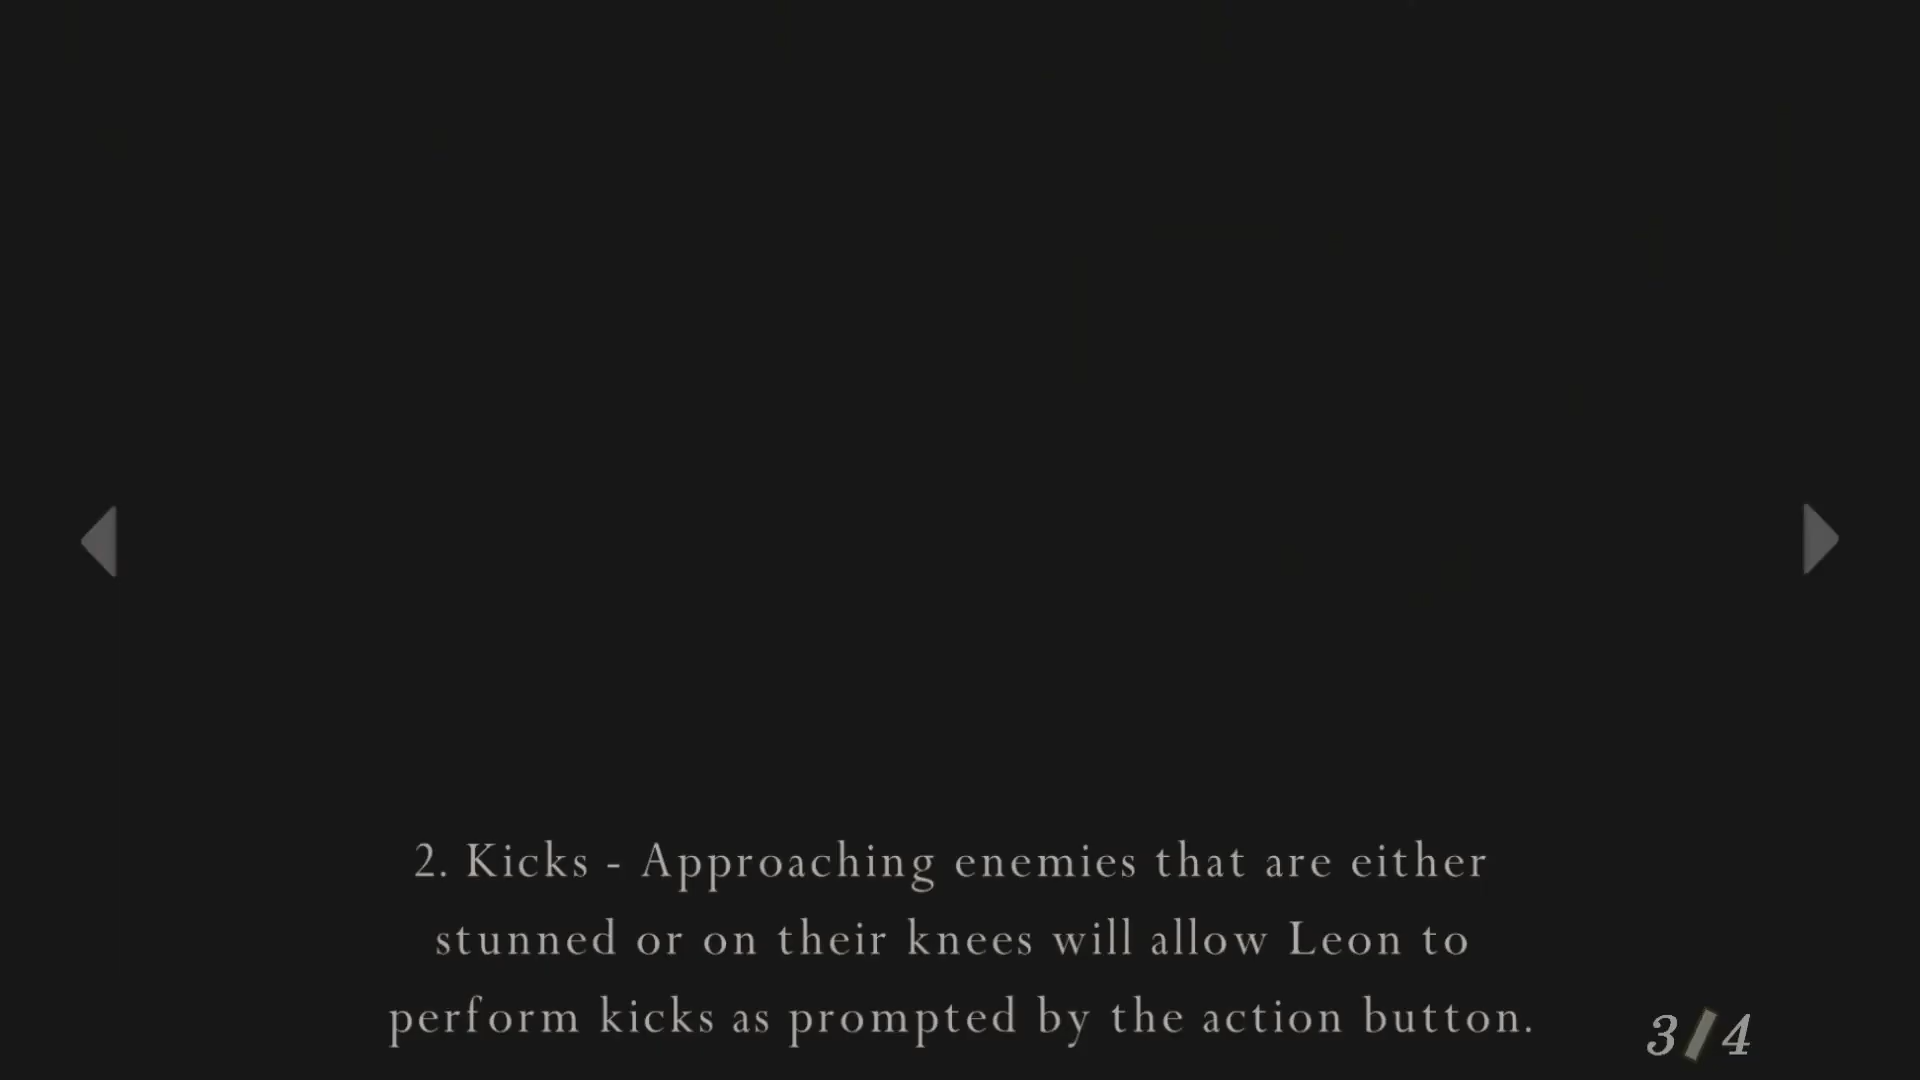 2. Kicks - Approaching enemies that are either
stunned or on their knees will allow Leon to
perform kicks as prompted by the action button.
3/4